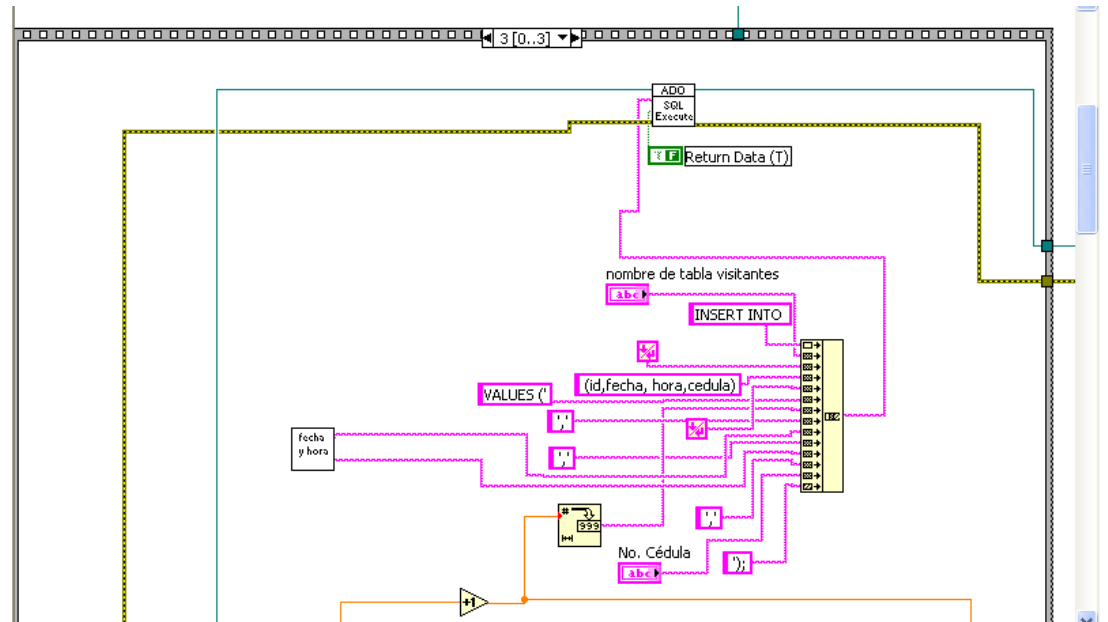 3 [0..3]
ADO
SQL
Execute
F
Return Data (T)
nombre de tabla visitantes
abc
INSERT INTO
(id,fecha, hora,cedula)
VALUES ('
','
fecha
y hora
','
#
999
','
No. Cédula
abc
');
+1